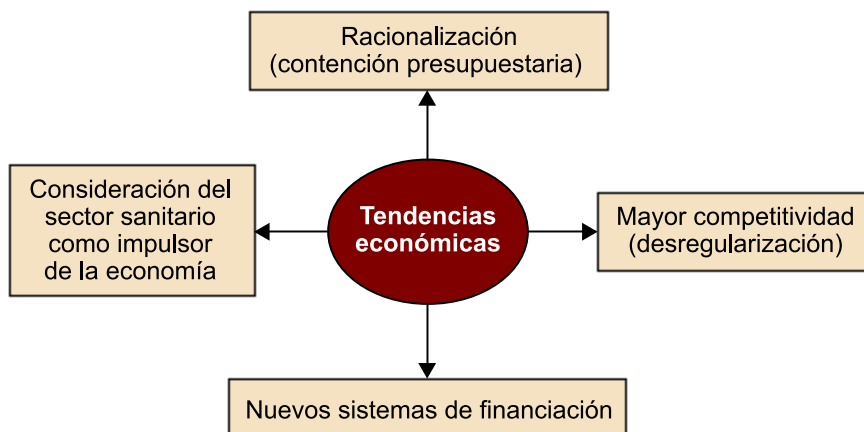 Racionalización
(contención presupuestaria)
Consideración del
sector sanitario
como impulsor
de la economía
Tendencias
económicas
Mayor competitividad
(desregularización)
Nuevos sistemas de financiación